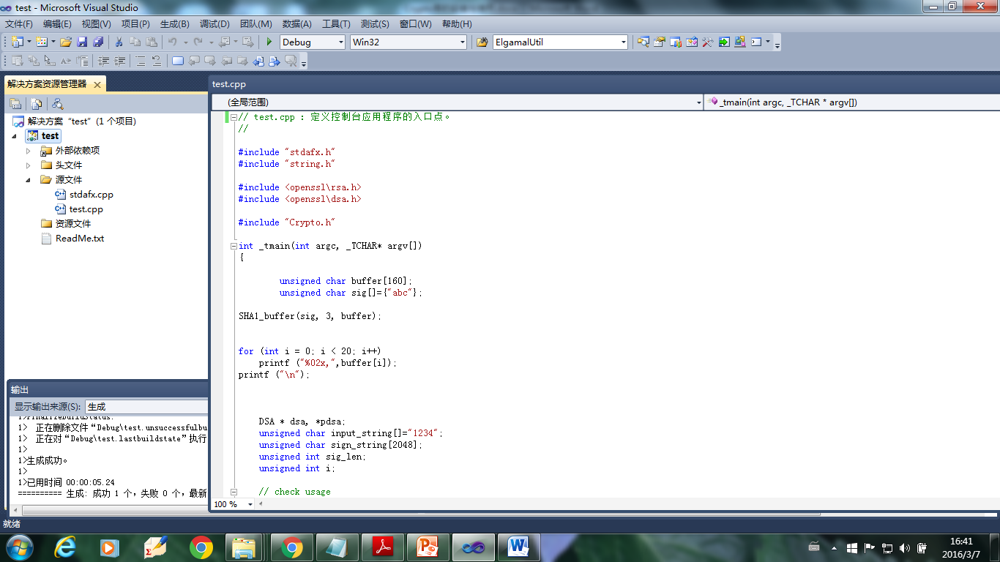 test - Microsoft Visual Studio
文件(F) 编辑(E) 视图(V) 项目(P) 生成(B) 调试(D) 团队(M) 数据(A) 工具(T) 测试(S) 窗口(W) 帮助(H)
Debug Win32 ElgamalUtil
解决方案资源管理器
解决方案 “test” (1 个项目)
test
外部依赖项
头文件
源文件
stdafx.cpp
test.cpp
资源文件
ReadMe.txt
test.cpp
(全局范围) _tmain(int argc, _TCHAR * argv[])
// test.cpp : 定义控制台应用程序的入口点。
//
#include "stdafx.h"
#include "string.h"
#include <openssl\rsa.h>
#include <openssl\dsa.h>
#include "Crypto.h"
int _tmain(int argc, _TCHAR* argv[])
{
unsigned char buffer[160];
unsigned char sig[]={"abc"};
SHA1_buffer(sig, 3, buffer);
for (int i = 0; i < 20; i++)
printf ("%02x,",buffer[i]);
printf ("\n");
DSA * dsa, *pdsa;
unsigned char input_string[]="1234";
unsigned char sign_string[2048];
unsigned int sig_len;
unsigned int i;
// check usage
100 %
输出
显示输出来源(S): 生成
1>FinalizeBuildStatus:
1> 正在删除文件“Debug\test.unsuccessfulbu
1> 正在对“Debug\test.lastbuildstate”执行
1>
1>生成成功。
1>
1>已用时间 00:00:05.24
========== 生成: 成功 1 个，失败 0 个，最新
就绪
16:41
2016/3/7